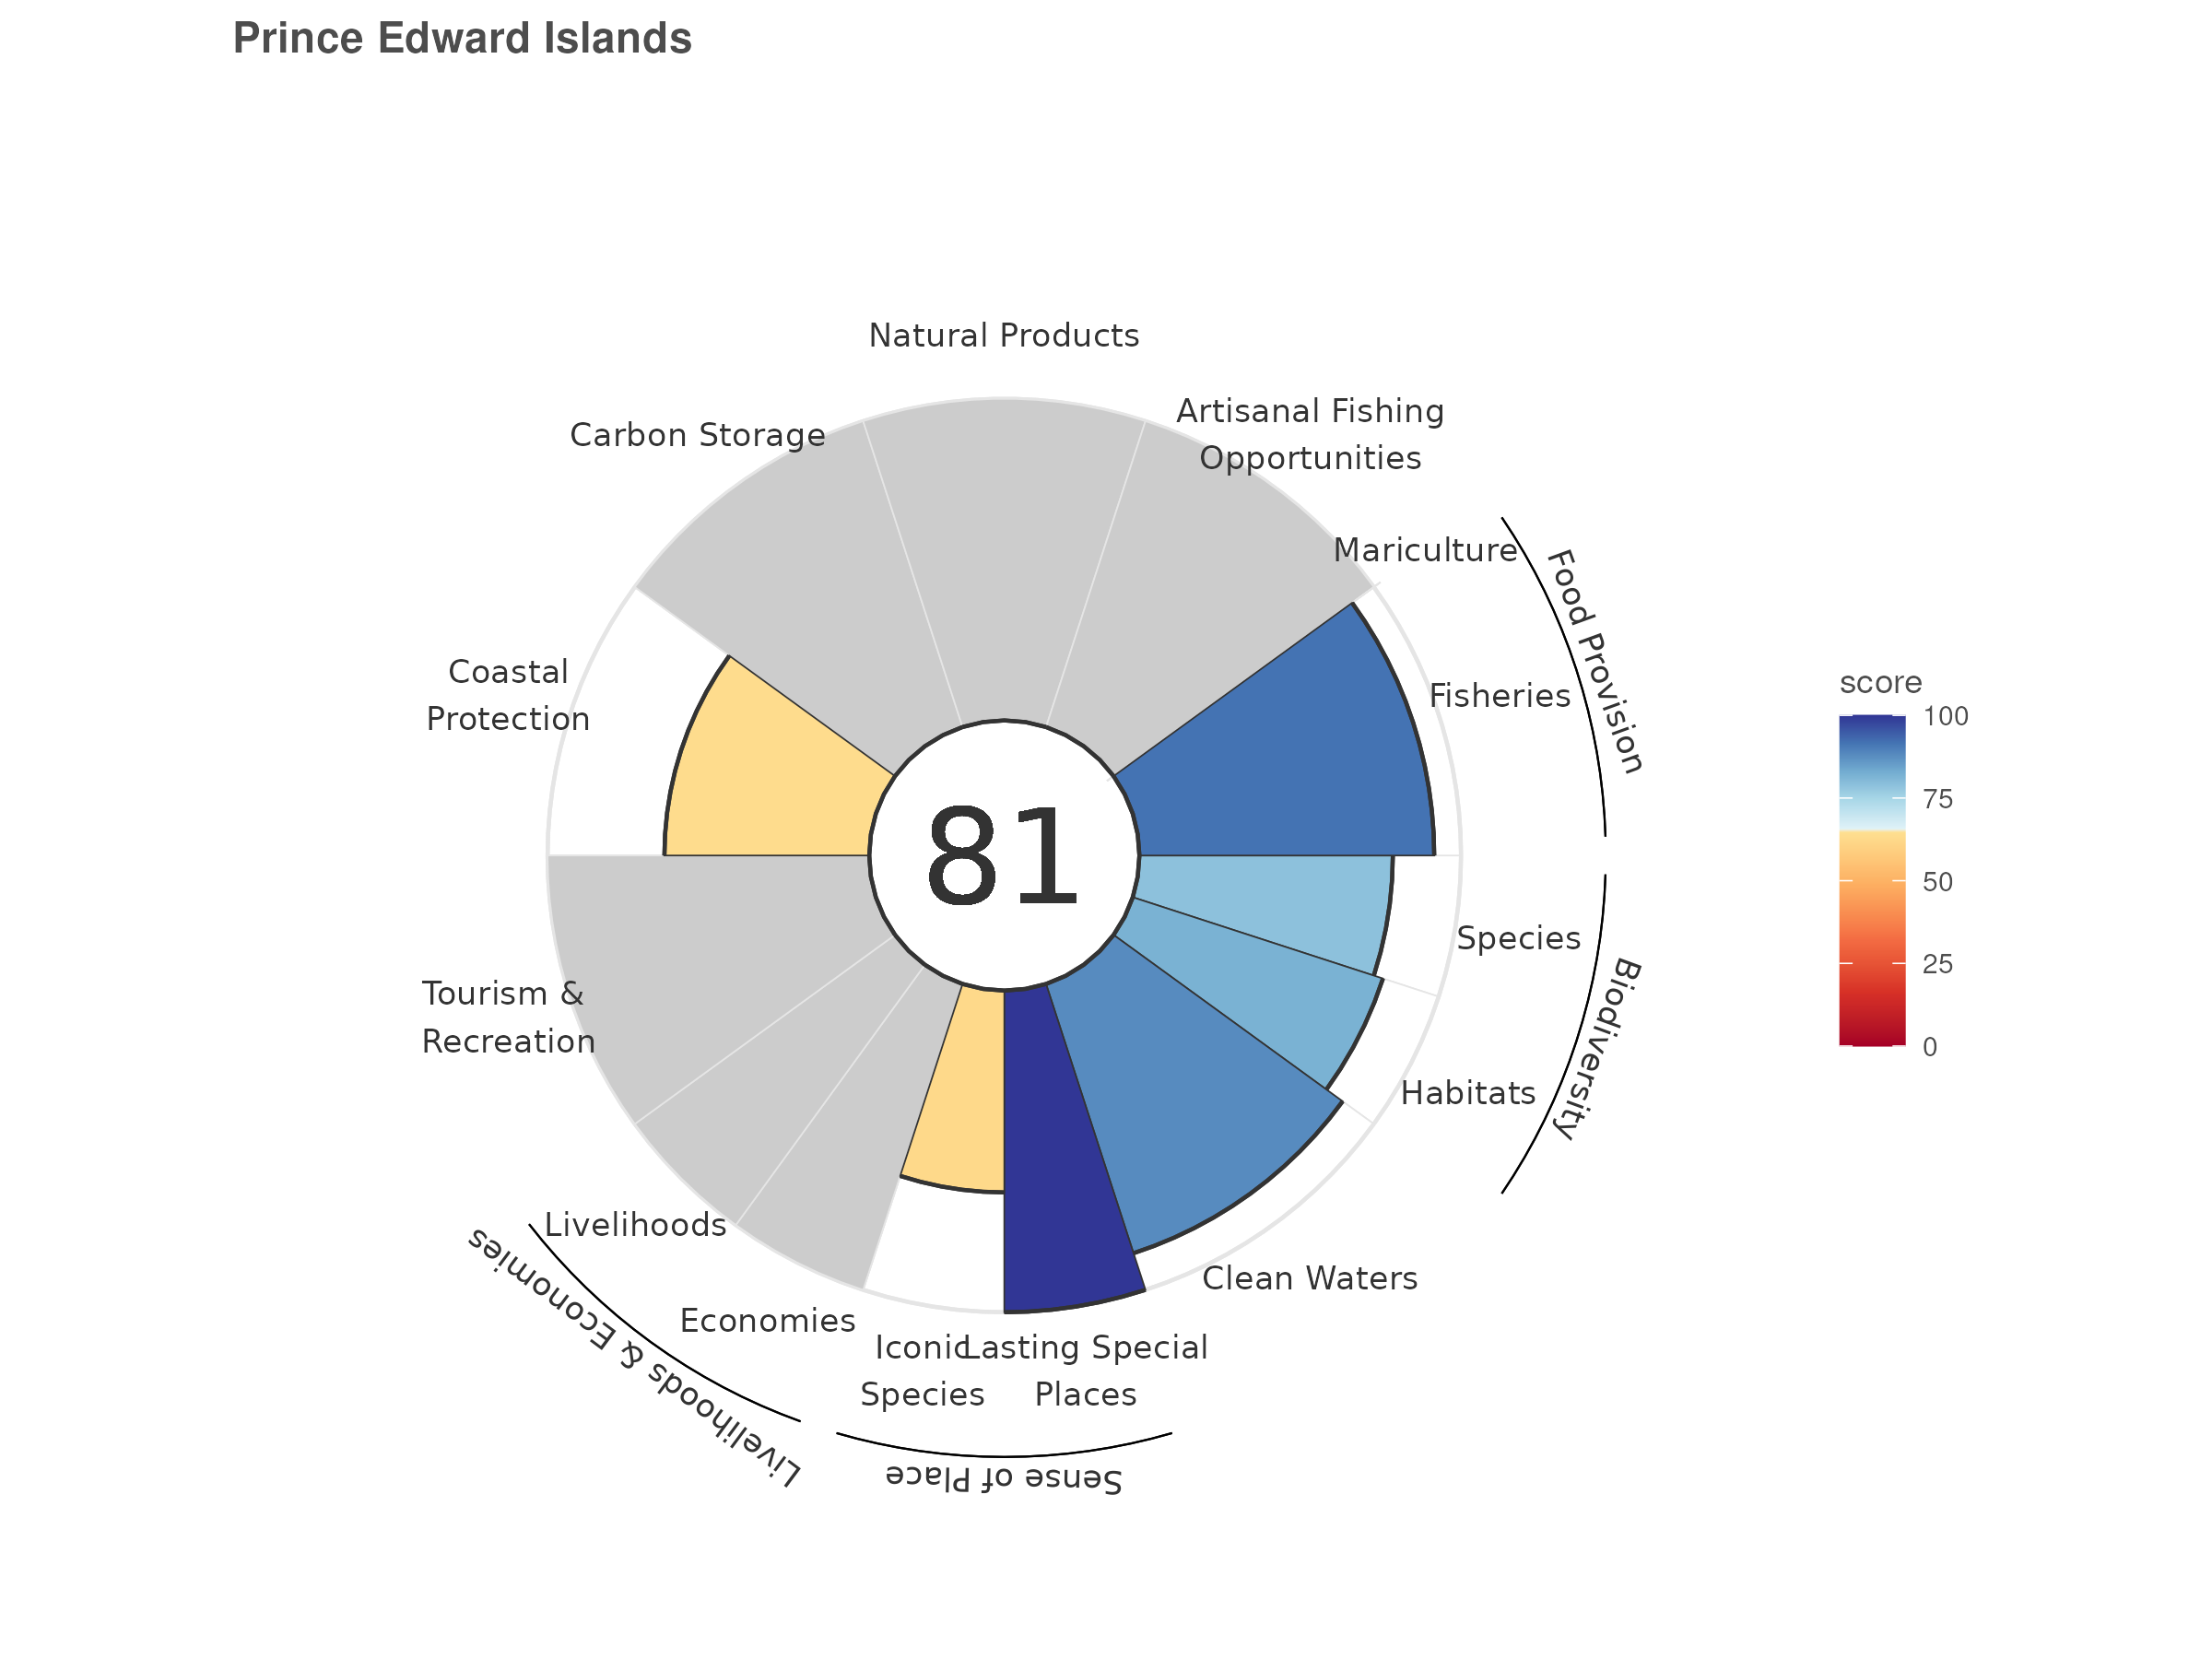 Prince Edward Islands
Natural Products
Artisanal Fishing
Opportunities
Carbon Storage
Mariculture
Food Provision
Fisheries
Coastal
Protection
81
score
100
75
50
25
0
Species
Biodiversity
Habitats
Tourism &
Recreation
Clean Waters
Livelihoods
Economies
Livelihoods & Economies
Iconic
Species
Lasting Special
Places
Sense of Place